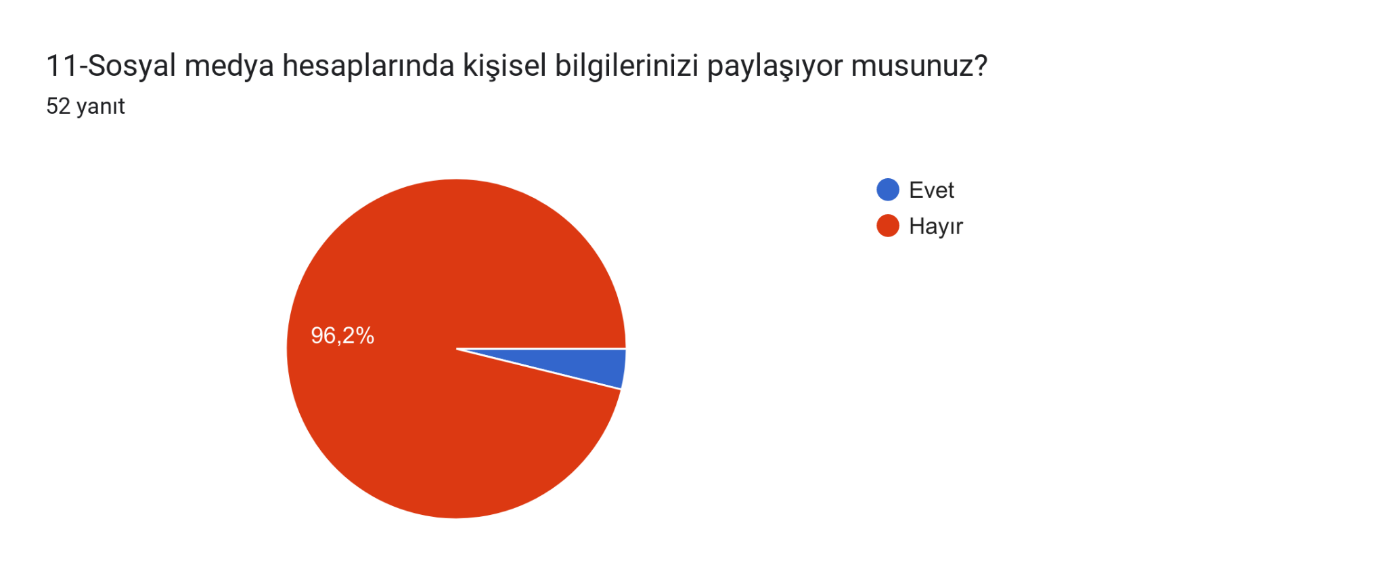 11-Sosyal medya hesaplarında kişisel bilgilerinizi paylaşıyor musunuz?
52 yanıt
Evet
Hayır
96,2%